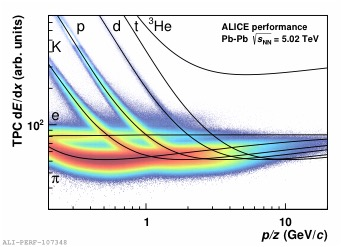 p d t ³He
ALICE performance
Pb-Pb √sNN = 5.02 TeV
K
e
π
10²
TPC dE/dx (arb. units)
1 10
p/z (GeV/c)
ALI-PERF-107348